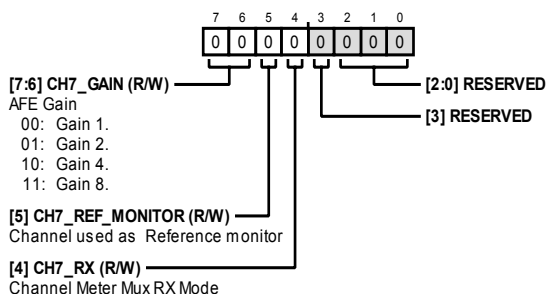 7 6 5 4 3 2 1 0
0 0 0 0 0 0 0 0
[7:6] CH7_GAIN (R/W)
AFE Gain
00: Gain 1.
01: Gain 2.
10: Gain 4.
11: Gain 8.
[5] CH7_REF_MONITOR (R/W)
Channel used as Reference monitor
[4] CH7_RX (R/W)
Channel Meter Mux RX Mode
[2:0] RESERVED
[3] RESERVED